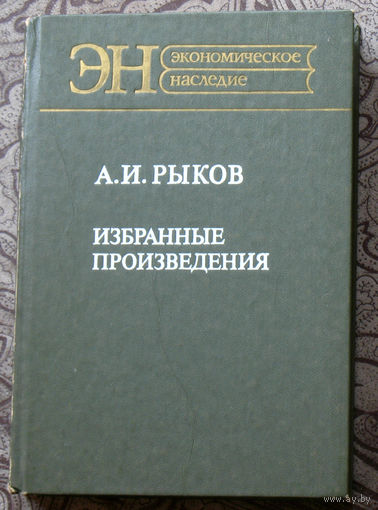 ЭН экономическое
наследие
А.И. РЫКОВ
ИЗБРАННЫЕ
ПРОИЗВЕДЕНИЯ
www.ay.by